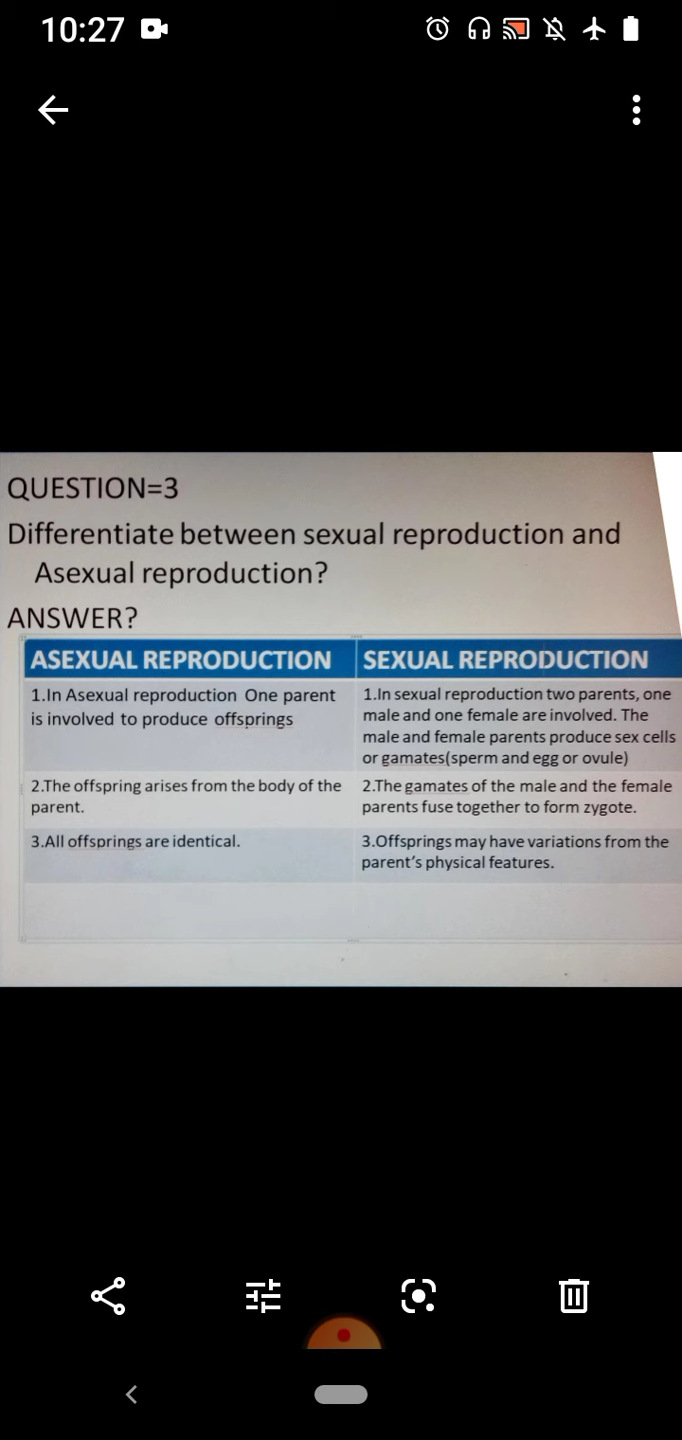 10:27
QUESTION=3
Differentiate between sexual reproduction and
Asexual reproduction?
ANSWER?
ASEXUAL REPRODUCTION
SEXUAL REPRODUCTION
1.In Asexual reproduction One parent
is involved to produce offsprings
1.In sexual reproduction two parents, one
male and one female are involved. The
male and female parents produce sex cells
or gamates(sperm and egg or ovule)
2.The offspring arises from the body of the
parent.
2.The gamates of the male and the female
parents fuse together to form zygote.
3.All offsprings are identical.
3.Offsprings may have variations from the
parent's physical features.